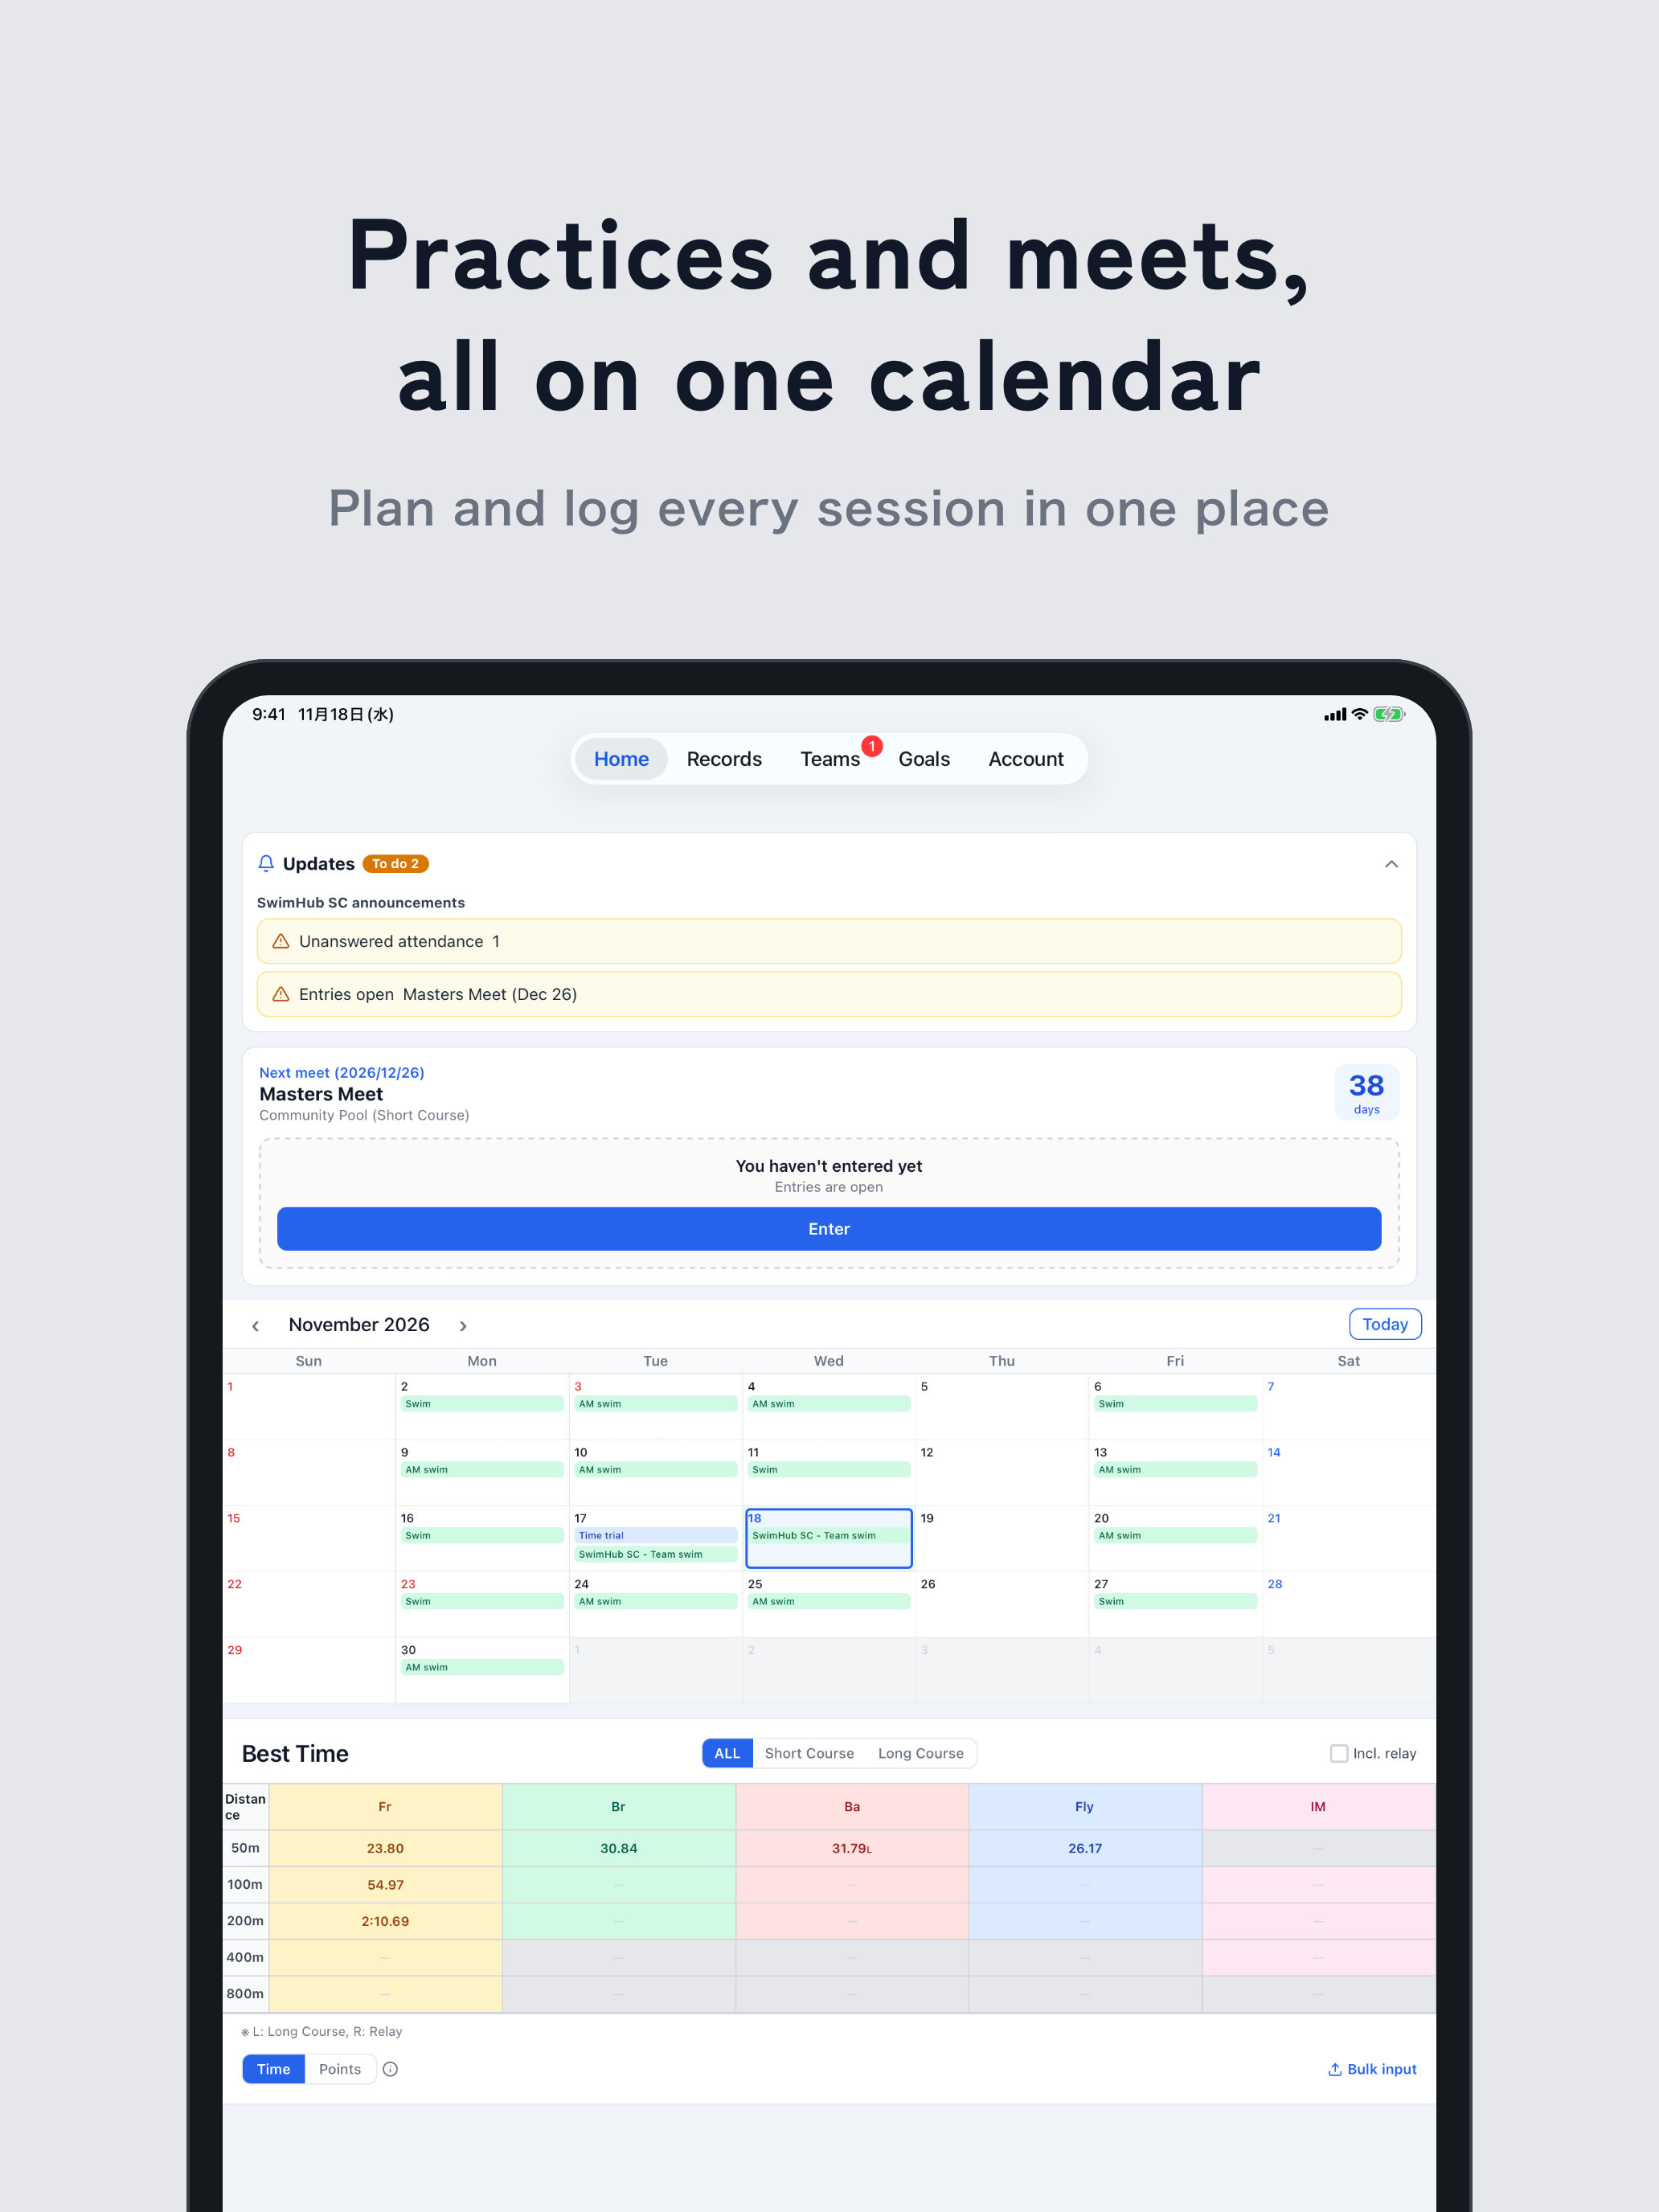 Practices and meets,
all on one calendar
Plan and log every session in one place
9:41 11月18日(水)
Home Records Teams 1 Goals Account
Updates To do 2
SwimHub SC announcements
Unanswered attendance 1
Entries open Masters Meet (Dec 26)
Next meet (2026/12/26)
Masters Meet
Community Pool (Short Course)
38
days
You haven't entered yet
Entries are open
Enter
‹ November 2026 › Today
Sun Mon Tue Wed Thu Fri Sat
1 2 3 4 5 6 7
Swim AM swim AM swim Swim
8 9 10 11 12 13 14
AM swim AM swim Swim AM swim
15 16 17 18 19 20 21
Swim Time trial SwimHub SC - Team swim AM swim
SwimHub SC - Team swim
22 23 24 25 26 27 28
Swim AM swim AM swim Swim
29 30 1 2 3 4 5
AM swim
Best Time ALL Short Course Long Course Incl. relay
Distan
ce Fr Br Ba Fly IM
50m 23.80 30.84 31.79L 26.17 —
100m 54.97 — — — —
200m 2:10.69 — — — —
400m — — — — —
800m — — — — —
※ L: Long Course, R: Relay
Time Points Bulk input